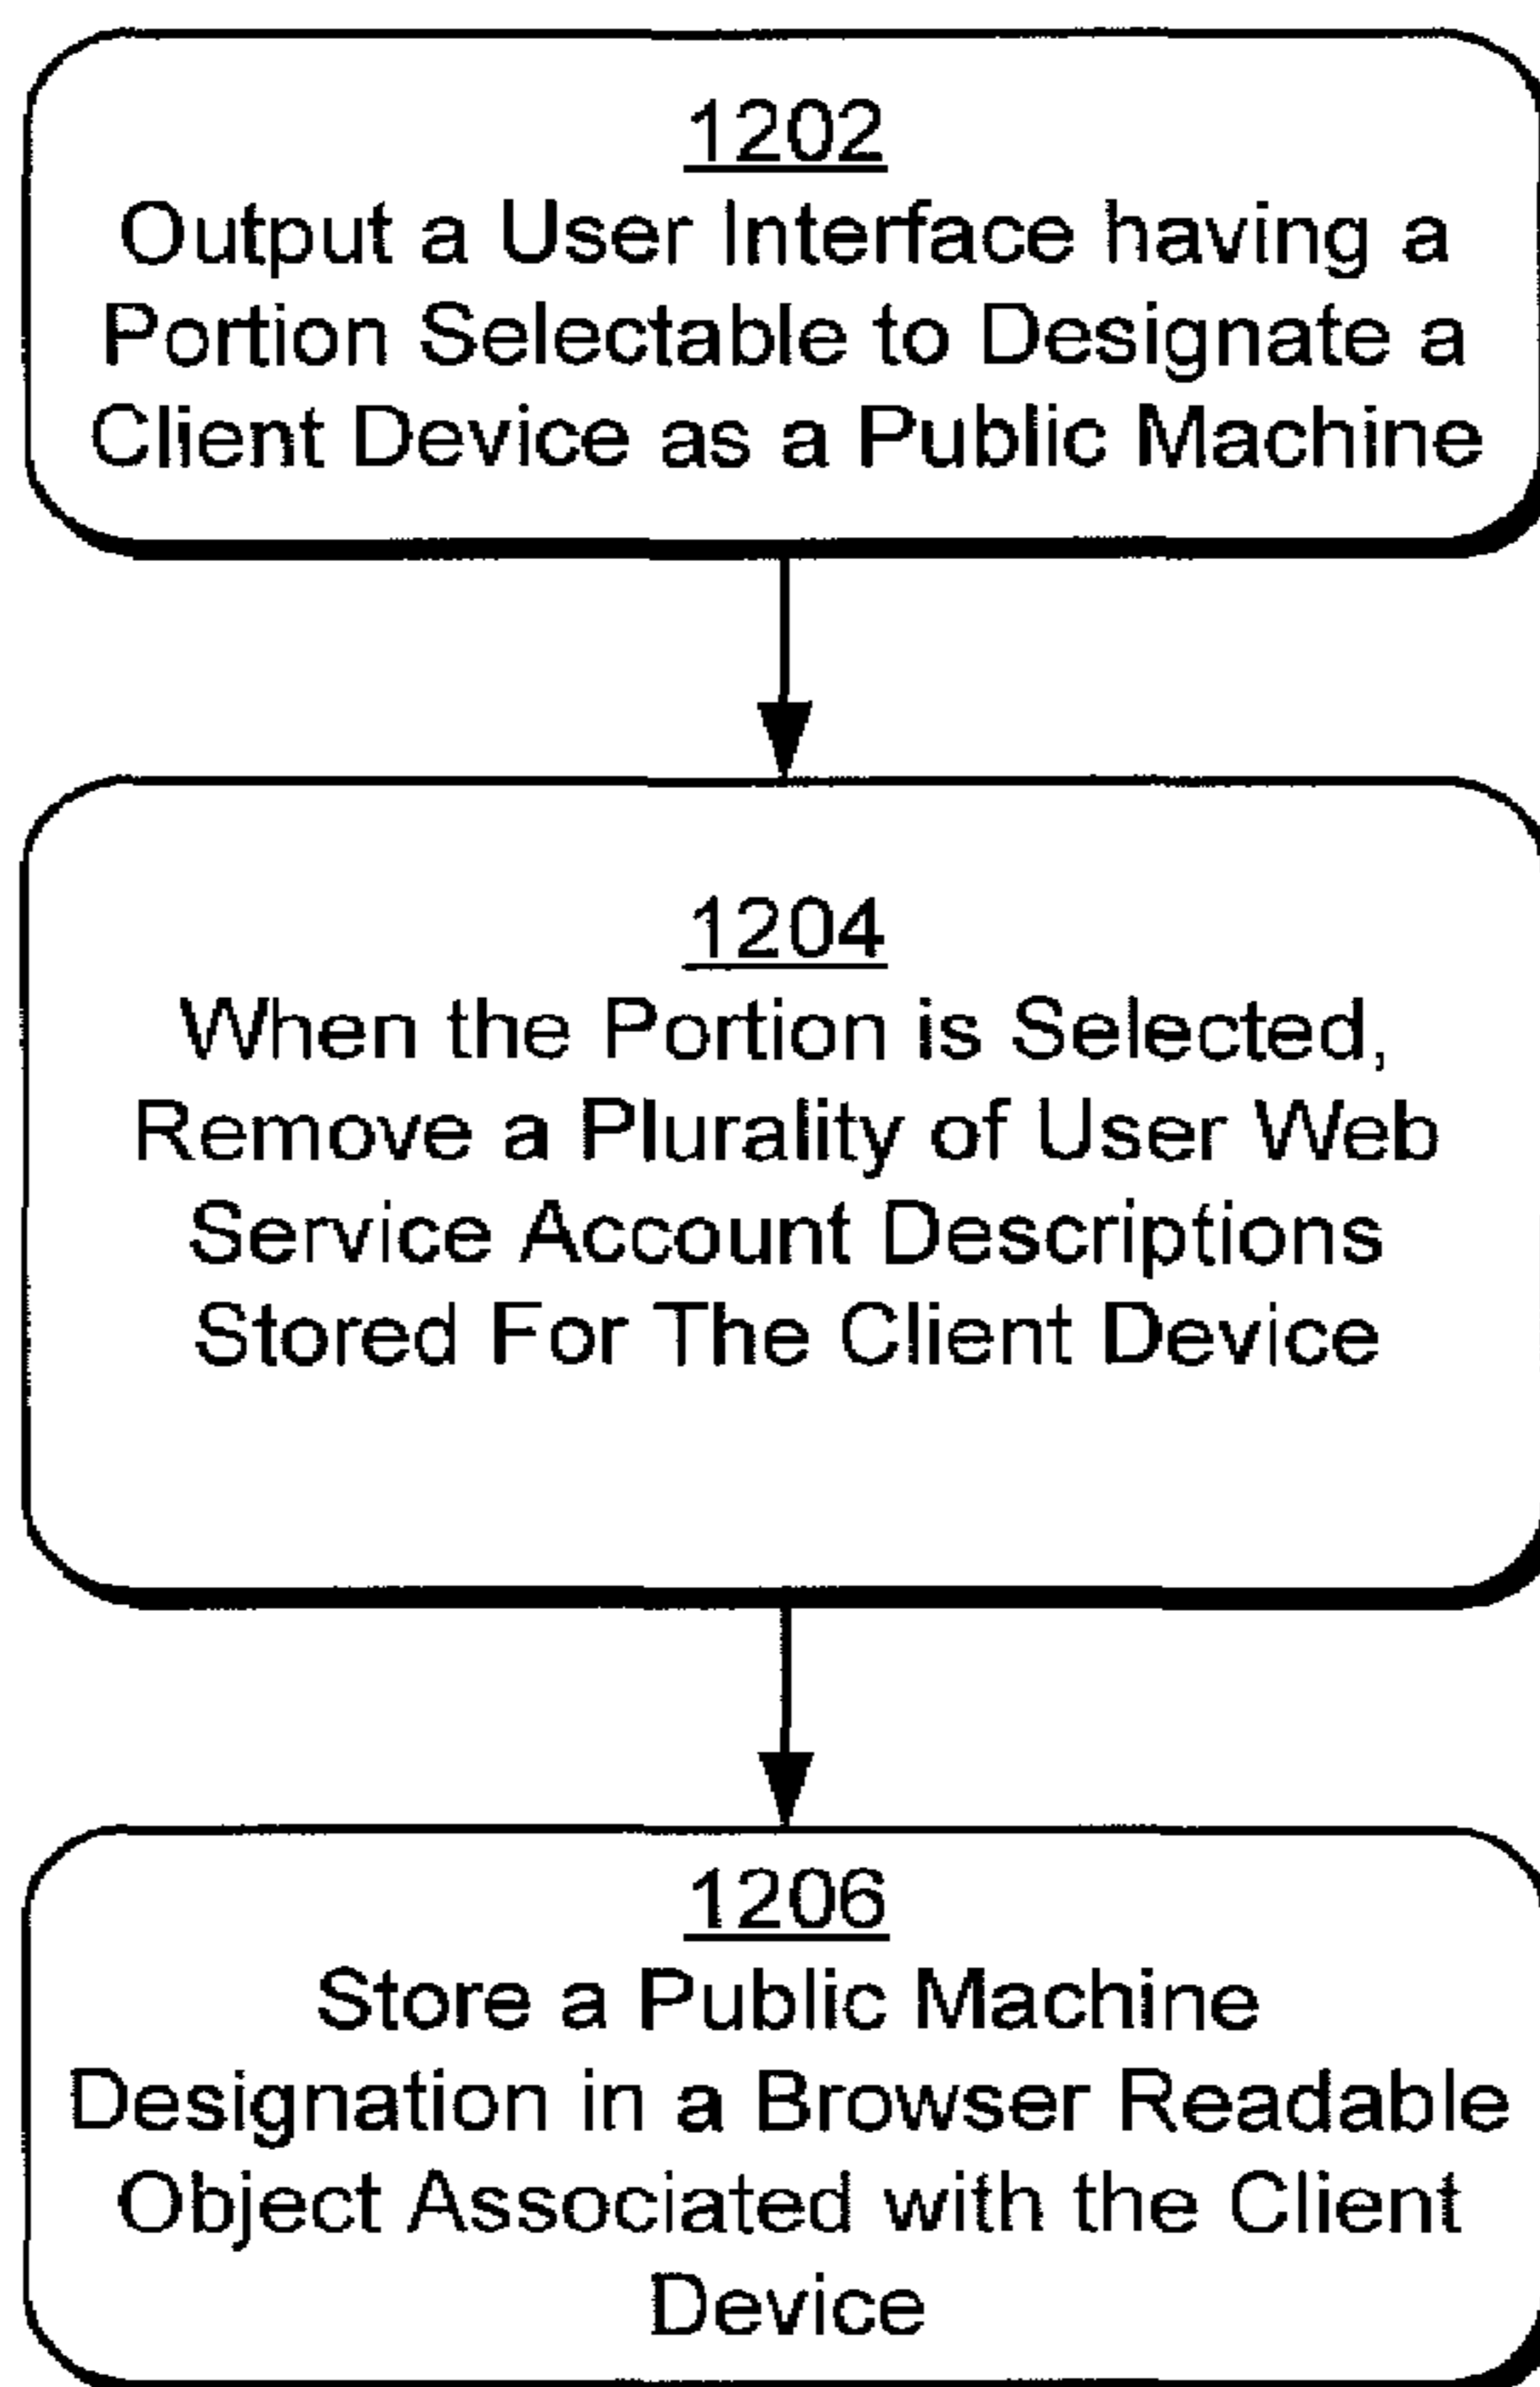 1202
Output a User Interface having a
Portion Selectable to Designate a
Client Device as a Public Machine
1204
When the Portion is Selected,
Remove a Plurality of User Web
Service Account Descriptions
Stored For The Client Device
1206
Store a Public Machine
Designation in a Browser Readable
Object Associated with the Client
Device